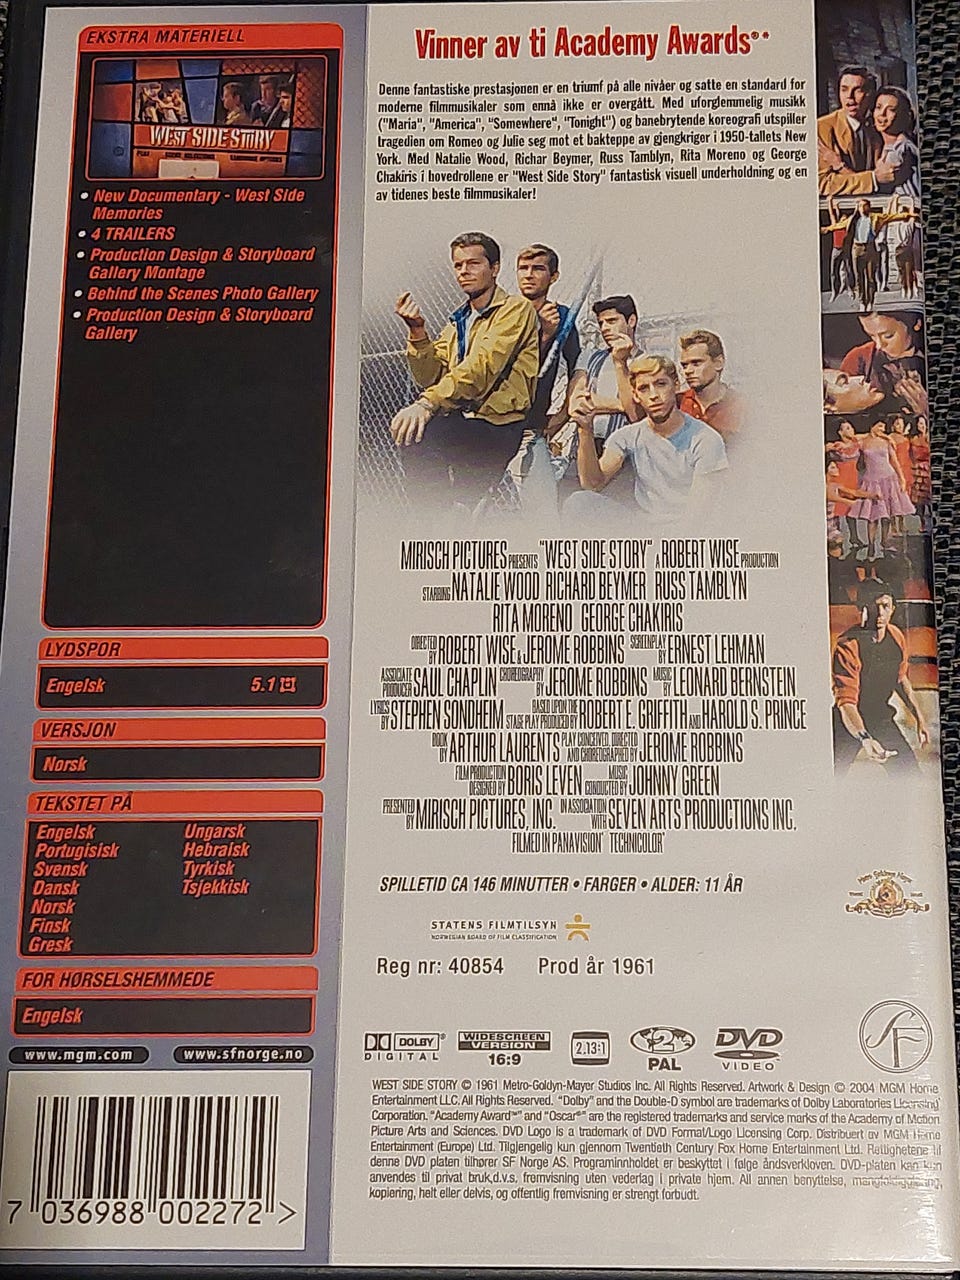 EKSTRA MATERIELL
WEST SIDE STORY
• New Documentary - West Side
Memories
• 4 TRAILERS
• Production Design & Storyboard
Gallery Montage
• Behind the Scenes Photo Gallery
• Production Design & Storyboard
Gallery
LYDSPOR
Engelsk 5.1
VERSJON
Norsk
TEKSTET PÅ
Engelsk Ungarsk
Portugisisk Hebraisk
Svensk Tyrkisk
Dansk Tsjekkisk
Norsk
Finsk
Gresk
FOR HØRSELSHEMMEDE
Engelsk
www.mgm.com www.sfnorge.no
7 036988 002272 >
Vinner av ti Academy Awards®*
Denne fantastiske prestasjonen er en triumf på alle nivåer og satte en standard for
moderne filmmusikaler som ennå ikke er overgått. Med uforglemmelig musikk
("Maria", "America", "Somewhere", "Tonight") og banebrytende koreografi utspiller
tragedien om Romeo og Julie seg mot et bakteppe av gjengkriger i 1950-tallets New
York. Med Natalie Wood, Richar Beymer, Russ Tamblyn, Rita Moreno og George
Chakiris i hovedrollene er "West Side Story" fantastisk visuell underholdning og en
av tidenes beste filmmusikaler!
MIRISCH PICTURES PRESENTS "WEST SIDE STORY" A ROBERT WISE PRODUCTION
STARRING NATALIE WOOD RICHARD BEYMER RUSS TAMBLYN
RITA MORENO GEORGE CHAKIRIS
DIRECTED BY ROBERT WISE & JEROME ROBBINS SCREENPLAY BY ERNEST LEHMAN
ASSOCIATE PRODUCER SAUL CHAPLIN CHOREOGRAPHY BY JEROME ROBBINS MUSIC BY LEONARD BERNSTEIN
LYRICS BY STEPHEN SONDHEIM BASED UPON THE STAGE PLAY PRODUCED BY ROBERT E. GRIFFITH AND HAROLD S. PRINCE
BOOK BY ARTHUR LAURENTS PLAY CONCEIVED, DIRECTED AND CHOREOGRAPHED BY JEROME ROBBINS
FILM PRODUCTION DESIGNED BY BORIS LEVEN MUSIC CONDUCTED BY JOHNNY GREEN
PRESENTED BY MIRISCH PICTURES, INC. IN ASSOCIATION WITH SEVEN ARTS PRODUCTIONS INC.
FILMED IN PANAVISION® TECHNICOLOR®
SPILLETID CA 146 MINUTTER • FARGER • ALDER: 11 ÅR
STATENS FILMTILSYN
NORWEGIAN BOARD OF FILM CLASSIFICATION
Reg nr: 40854 Prod år 1961
DOLBY DIGITAL
WIDESCREEN VERSION 16:9
2.13:1
2 PAL
DVD VIDEO
SF
WEST SIDE STORY © 1961 Metro-Goldyn-Mayer Studios Inc. All Rights Reserved. Artwork & Design © 2004 MGM Home
Entertainment LLC. All Rights Reserved. "Dolby" and the Double-D symbol are trademarks of Dolby Laboratories Licensing
Corporation. "Academy Award™" and "Oscar®" are the registered trademarks and service marks of the Academy of Motion
Picture Arts and Sciences. DVD Logo is a trademark of DVD Format/Logo Licensing Corp. Distribuert av MGM Home
Entertainment (Europe) Ltd. Tilgjengelig kun gjennom Twentieth Century Fox Home Entertainment Ltd. Rettighetene til
denne DVD platen tilhører SF Norge AS. Programinnholdet er beskyttet i følge åndsverkloven. DVD-platen kan kun
anvendes til privat bruk,d.v.s. fremvisning uten vederlag i private hjem. All annen benyttelse, mangfoldiggjøring,
kopiering, helt eller delvis, og offentlig fremvisning er strengt forbudt.